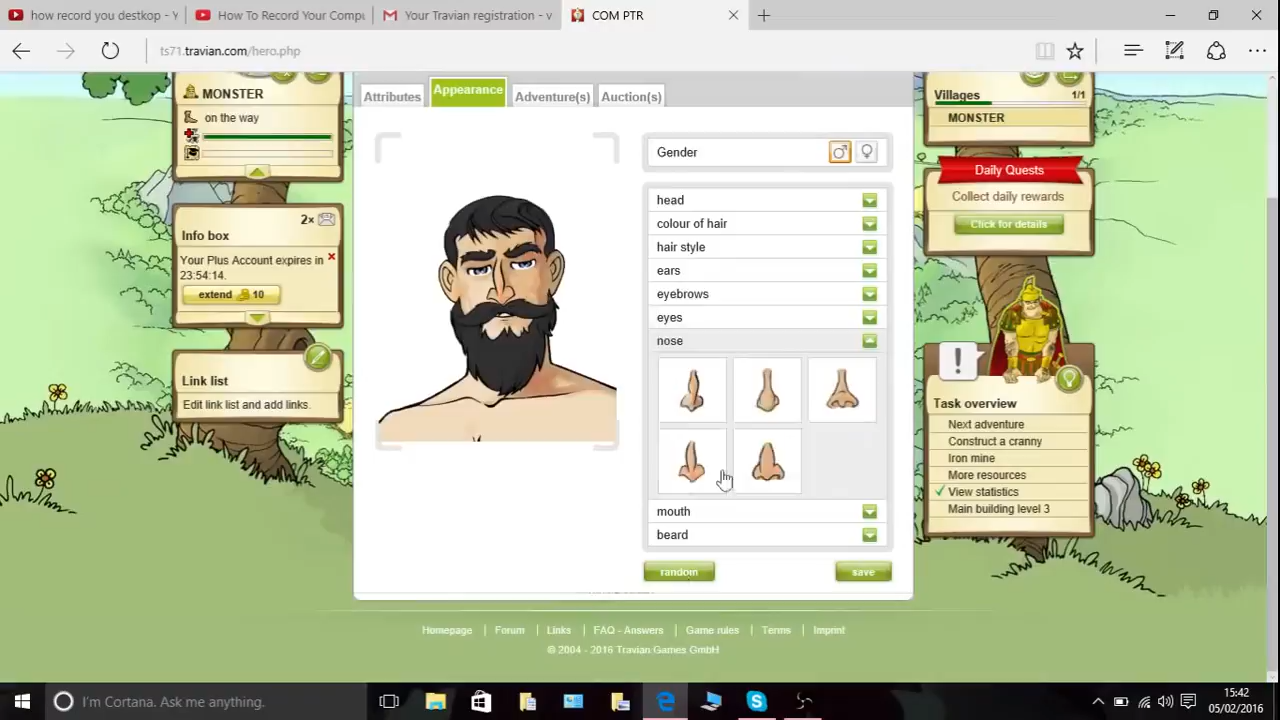 how record you destkop - Y
How To Record Your Compu
Your Travian registration - v
COM PTR
ts71.travian.com/hero.php
MONSTER
on the way
2x
Info box
Your Plus Account expires in
23:54:14.
extend 10
Link list
Edit link list and add links.
Attributes
Appearance
Adventure(s)
Auction(s)
Gender
head
colour of hair
hair style
ears
eyebrows
eyes
nose
mouth
beard
random
save
Villages 1/1
MONSTER
Daily Quests
Collect daily rewards
Click for details
Task overview
Next adventure
Construct a cranny
Iron mine
More resources
View statistics
Main building level 3
Homepage | Forum | Links | FAQ - Answers | Game rules | Terms | Imprint
© 2004 - 2016 Travian Games GmbH
I'm Cortana. Ask me anything.
15:42
05/02/2016